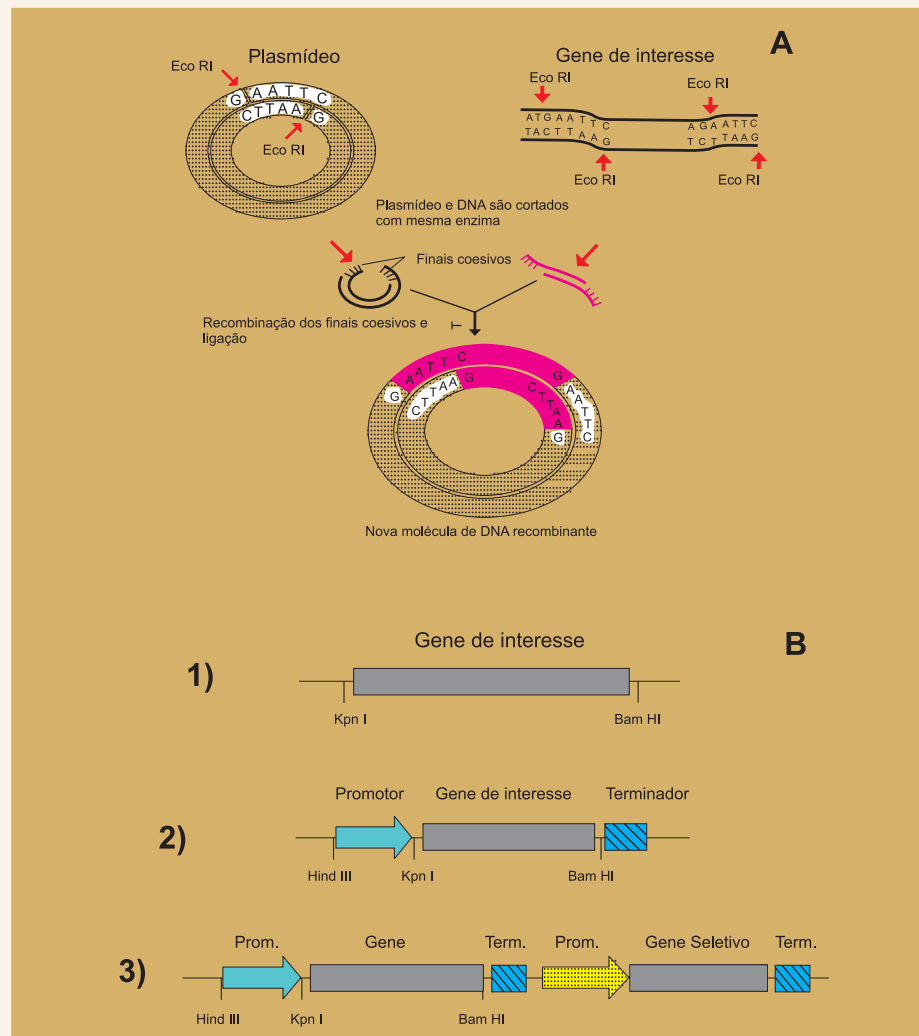 A
Plasmídeo
Gene de interesse
Eco RI
Eco RI
Eco RI
G A A T T C
C T T A A G
Eco RI
A T G A A T T C
T A C T T A A G
A G A A T T C
T C T T A A G
Eco RI
Eco RI
Plasmídeo e DNA são cortados
com mesma enzima
Finais coesivos
Recombinação dos finais coesivos e
ligação
T
G A A T T C
C T T A A G
G A A T T C
C T T A A G
Nova molécula de DNA recombinante
B
Gene de interesse
1)
Kpn I
Bam HI
Promotor
Gene de interesse
Terminador
2)
Hind III
Kpn I
Bam HI
Prom.
Gene
Term.
Prom.
Gene Seletivo
Term.
3)
Hind III
Kpn I
Bam HI